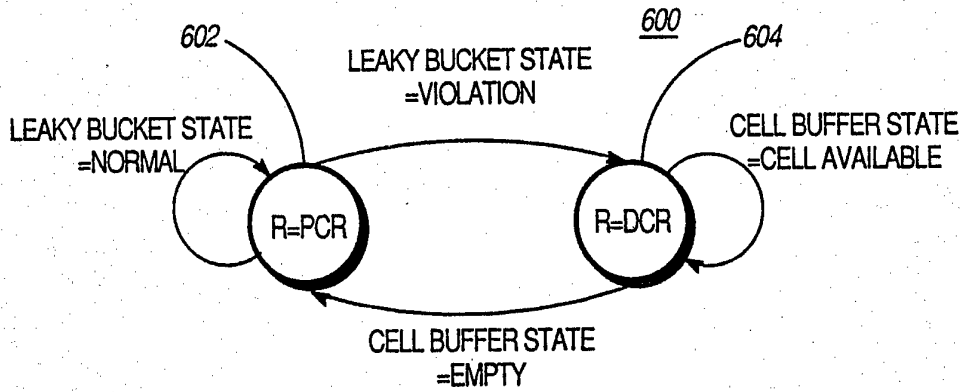 602
600
604
LEAKY BUCKET STATE
=VIOLATION
LEAKY BUCKET STATE
=NORMAL
CELL BUFFER STATE
=CELL AVAILABLE
R=PCR
R=DCR
CELL BUFFER STATE
=EMPTY